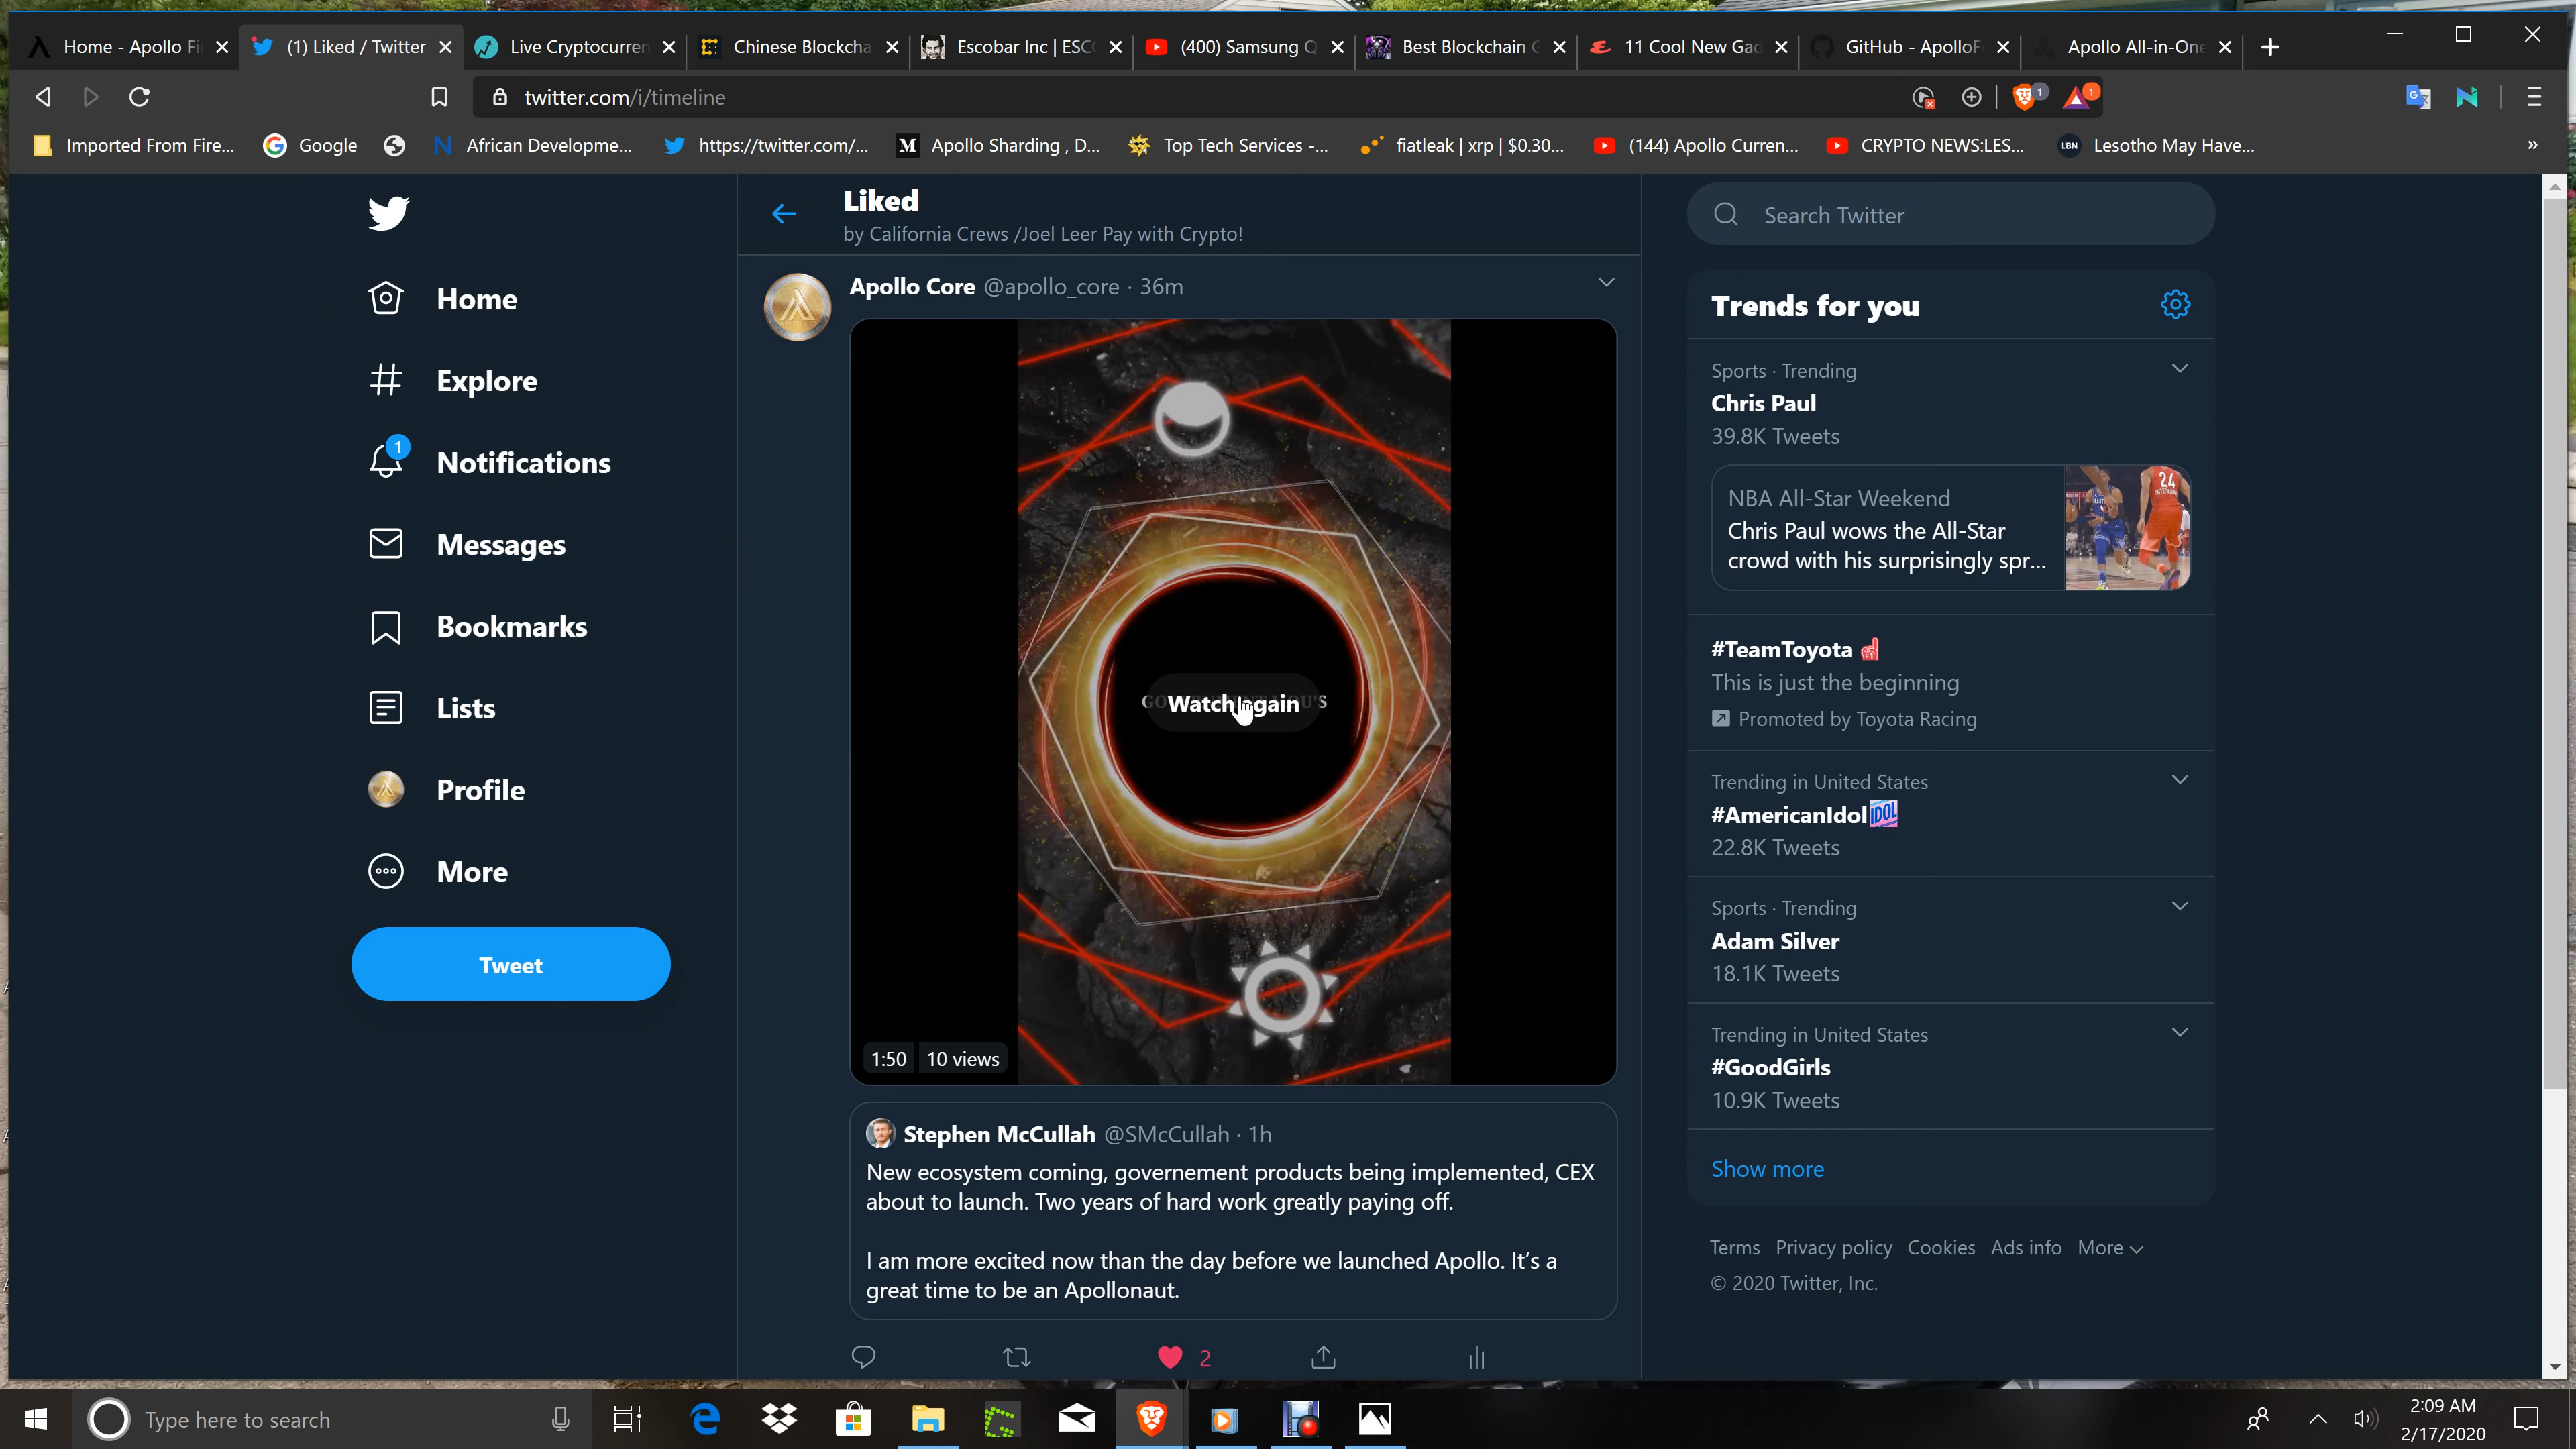 Home - Apollo Fi
(1) Liked / Twitter
Live Cryptocurren
Chinese Blockcha
Escobar Inc | ESC
(400) Samsung Q
Best Blockchain
11 Cool New Gad
GitHub - ApolloF
Apollo All-in-One
twitter.com/i/timeline
1
1
Imported From Fire...
Google
African Developme...
https://twitter.com/...
Apollo Sharding , D...
Top Tech Services -...
fiatleak | xrp | $0.30...
(144) Apollo Curren...
CRYPTO NEWS:LES...
LBN
Lesotho May Have...
»
Home
Explore
1
Notifications
Messages
Bookmarks
Lists
Profile
More
Tweet
Liked
by California Crews /Joel Leer Pay with Crypto!
Apollo Core @apollo_core · 36m
Watch again
1:50
10 views
Stephen McCullah @SMcCullah · 1h
New ecosystem coming, governement products being implemented, CEX
about to launch. Two years of hard work greatly paying off.
I am more excited now than the day before we launched Apollo. It's a
great time to be an Apollonaut.
2
Search Twitter
Trends for you
Sports · Trending
Chris Paul
39.8K Tweets
NBA All-Star Weekend
Chris Paul wows the All-Star
crowd with his surprisingly spr...
24
#TeamToyota
This is just the beginning
Promoted by Toyota Racing
Trending in United States
#AmericanIdol
IDOL
22.8K Tweets
Sports · Trending
Adam Silver
18.1K Tweets
Trending in United States
#GoodGirls
10.9K Tweets
Show more
Terms Privacy policy Cookies Ads info More
© 2020 Twitter, Inc.
Type here to search
2:09 AM
2/17/2020